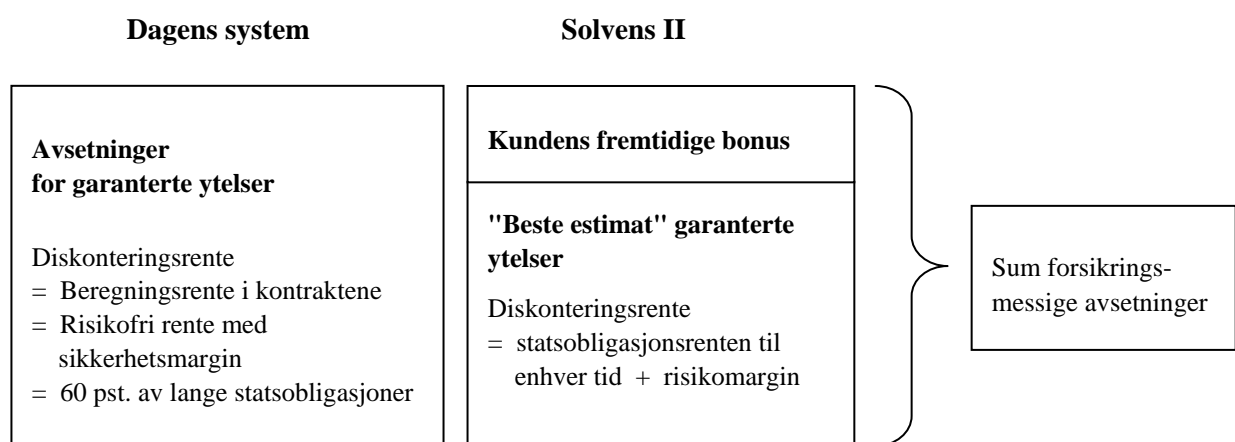 Dagens system
Solvens II
Avsetninger
for garanterte ytelser
Diskonteringsrente
= Beregningsrente i kontraktene
= Risikofri rente med
sikkerhetsmargin
= 60 pst. av lange statsobligasjoner
Kundens fremtidige bonus
"Beste estimat" garanterte
ytelser
Diskonteringsrente
= statsobligasjonsrenten til
enhver tid + risikomargin
Sum forsikrings-
messige avsetninger